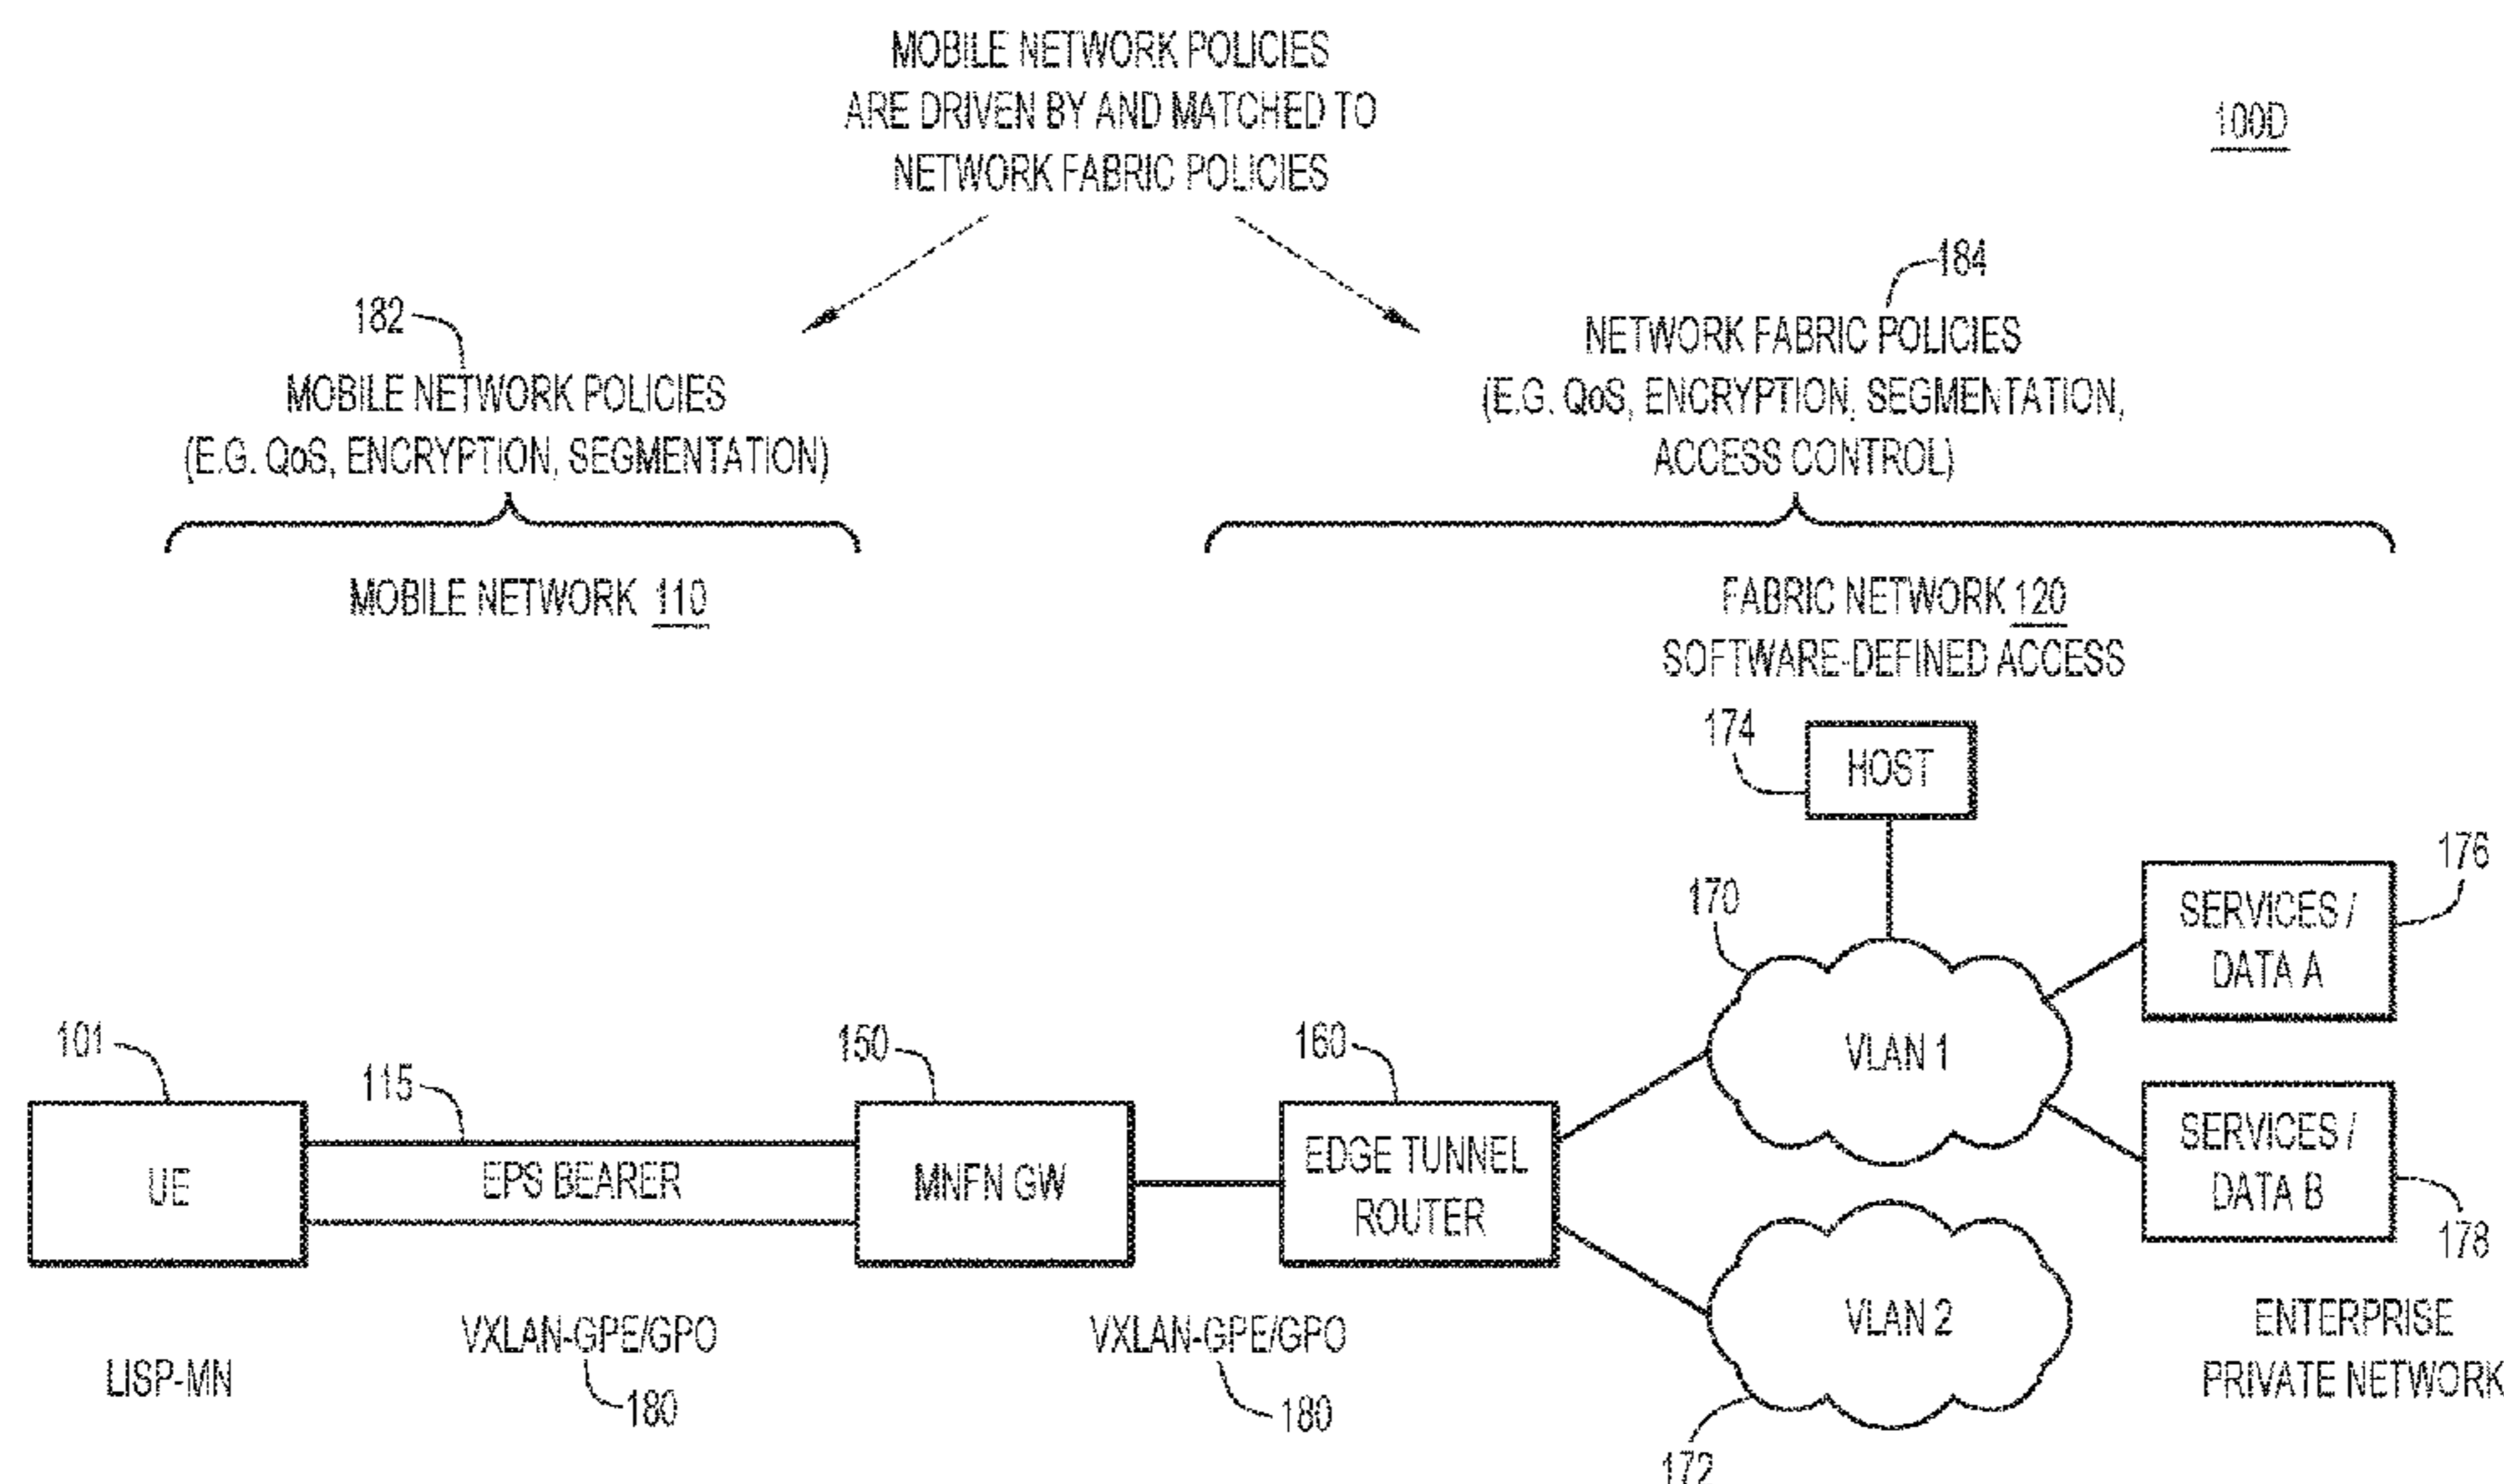 MOBILE NETWORK POLICIES
ARE DRIVEN BY AND MATCHED TO
NETWORK FABRIC POLICIES
100D
182
MOBILE NETWORK POLICIES
(E.G. QoS, ENCRYPTION, SEGMENTATION)
184
NETWORK FABRIC POLICIES
(E.G. QoS, ENCRYPTION, SEGMENTATION,
ACCESS CONTROL)
MOBILE NETWORK 110
FABRIC NETWORK 120
SOFTWARE-DEFINED ACCESS
174
HOST
170
176
SERVICES /
DATA A
VLAN 1
101
115
150
160
UE
EPS BEARER
MNFN GW
EDGE TUNNEL
ROUTER
SERVICES /
DATA B
178
VLAN 2
172
LISP-MN
VXLAN-GPE/GPO
180
VXLAN-GPE/GPO
180
ENTERPRISE
PRIVATE NETWORK